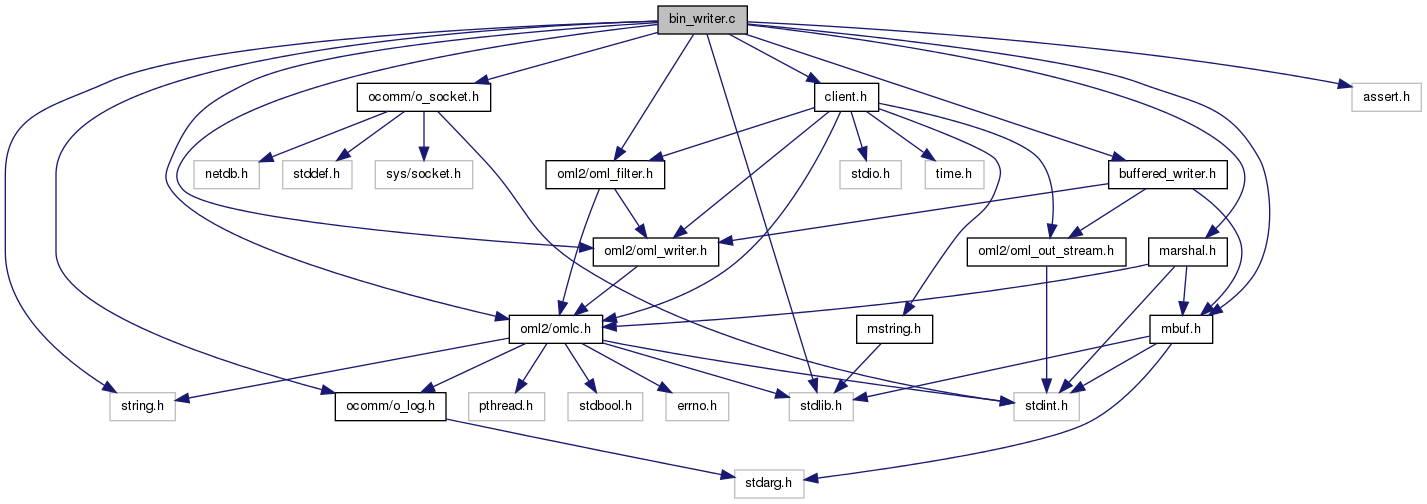 bin_writer.c
ocomm/o_socket.h
client.h
assert.h
netdb.h
stddef.h
sys/socket.h
oml2/oml_filter.h
stdio.h
time.h
buffered_writer.h
oml2/oml_writer.h
oml2/oml_out_stream.h
marshal.h
oml2/omlc.h
mstring.h
mbuf.h
string.h
ocomm/o_log.h
pthread.h
stdbool.h
errno.h
stdlib.h
stdint.h
stdarg.h